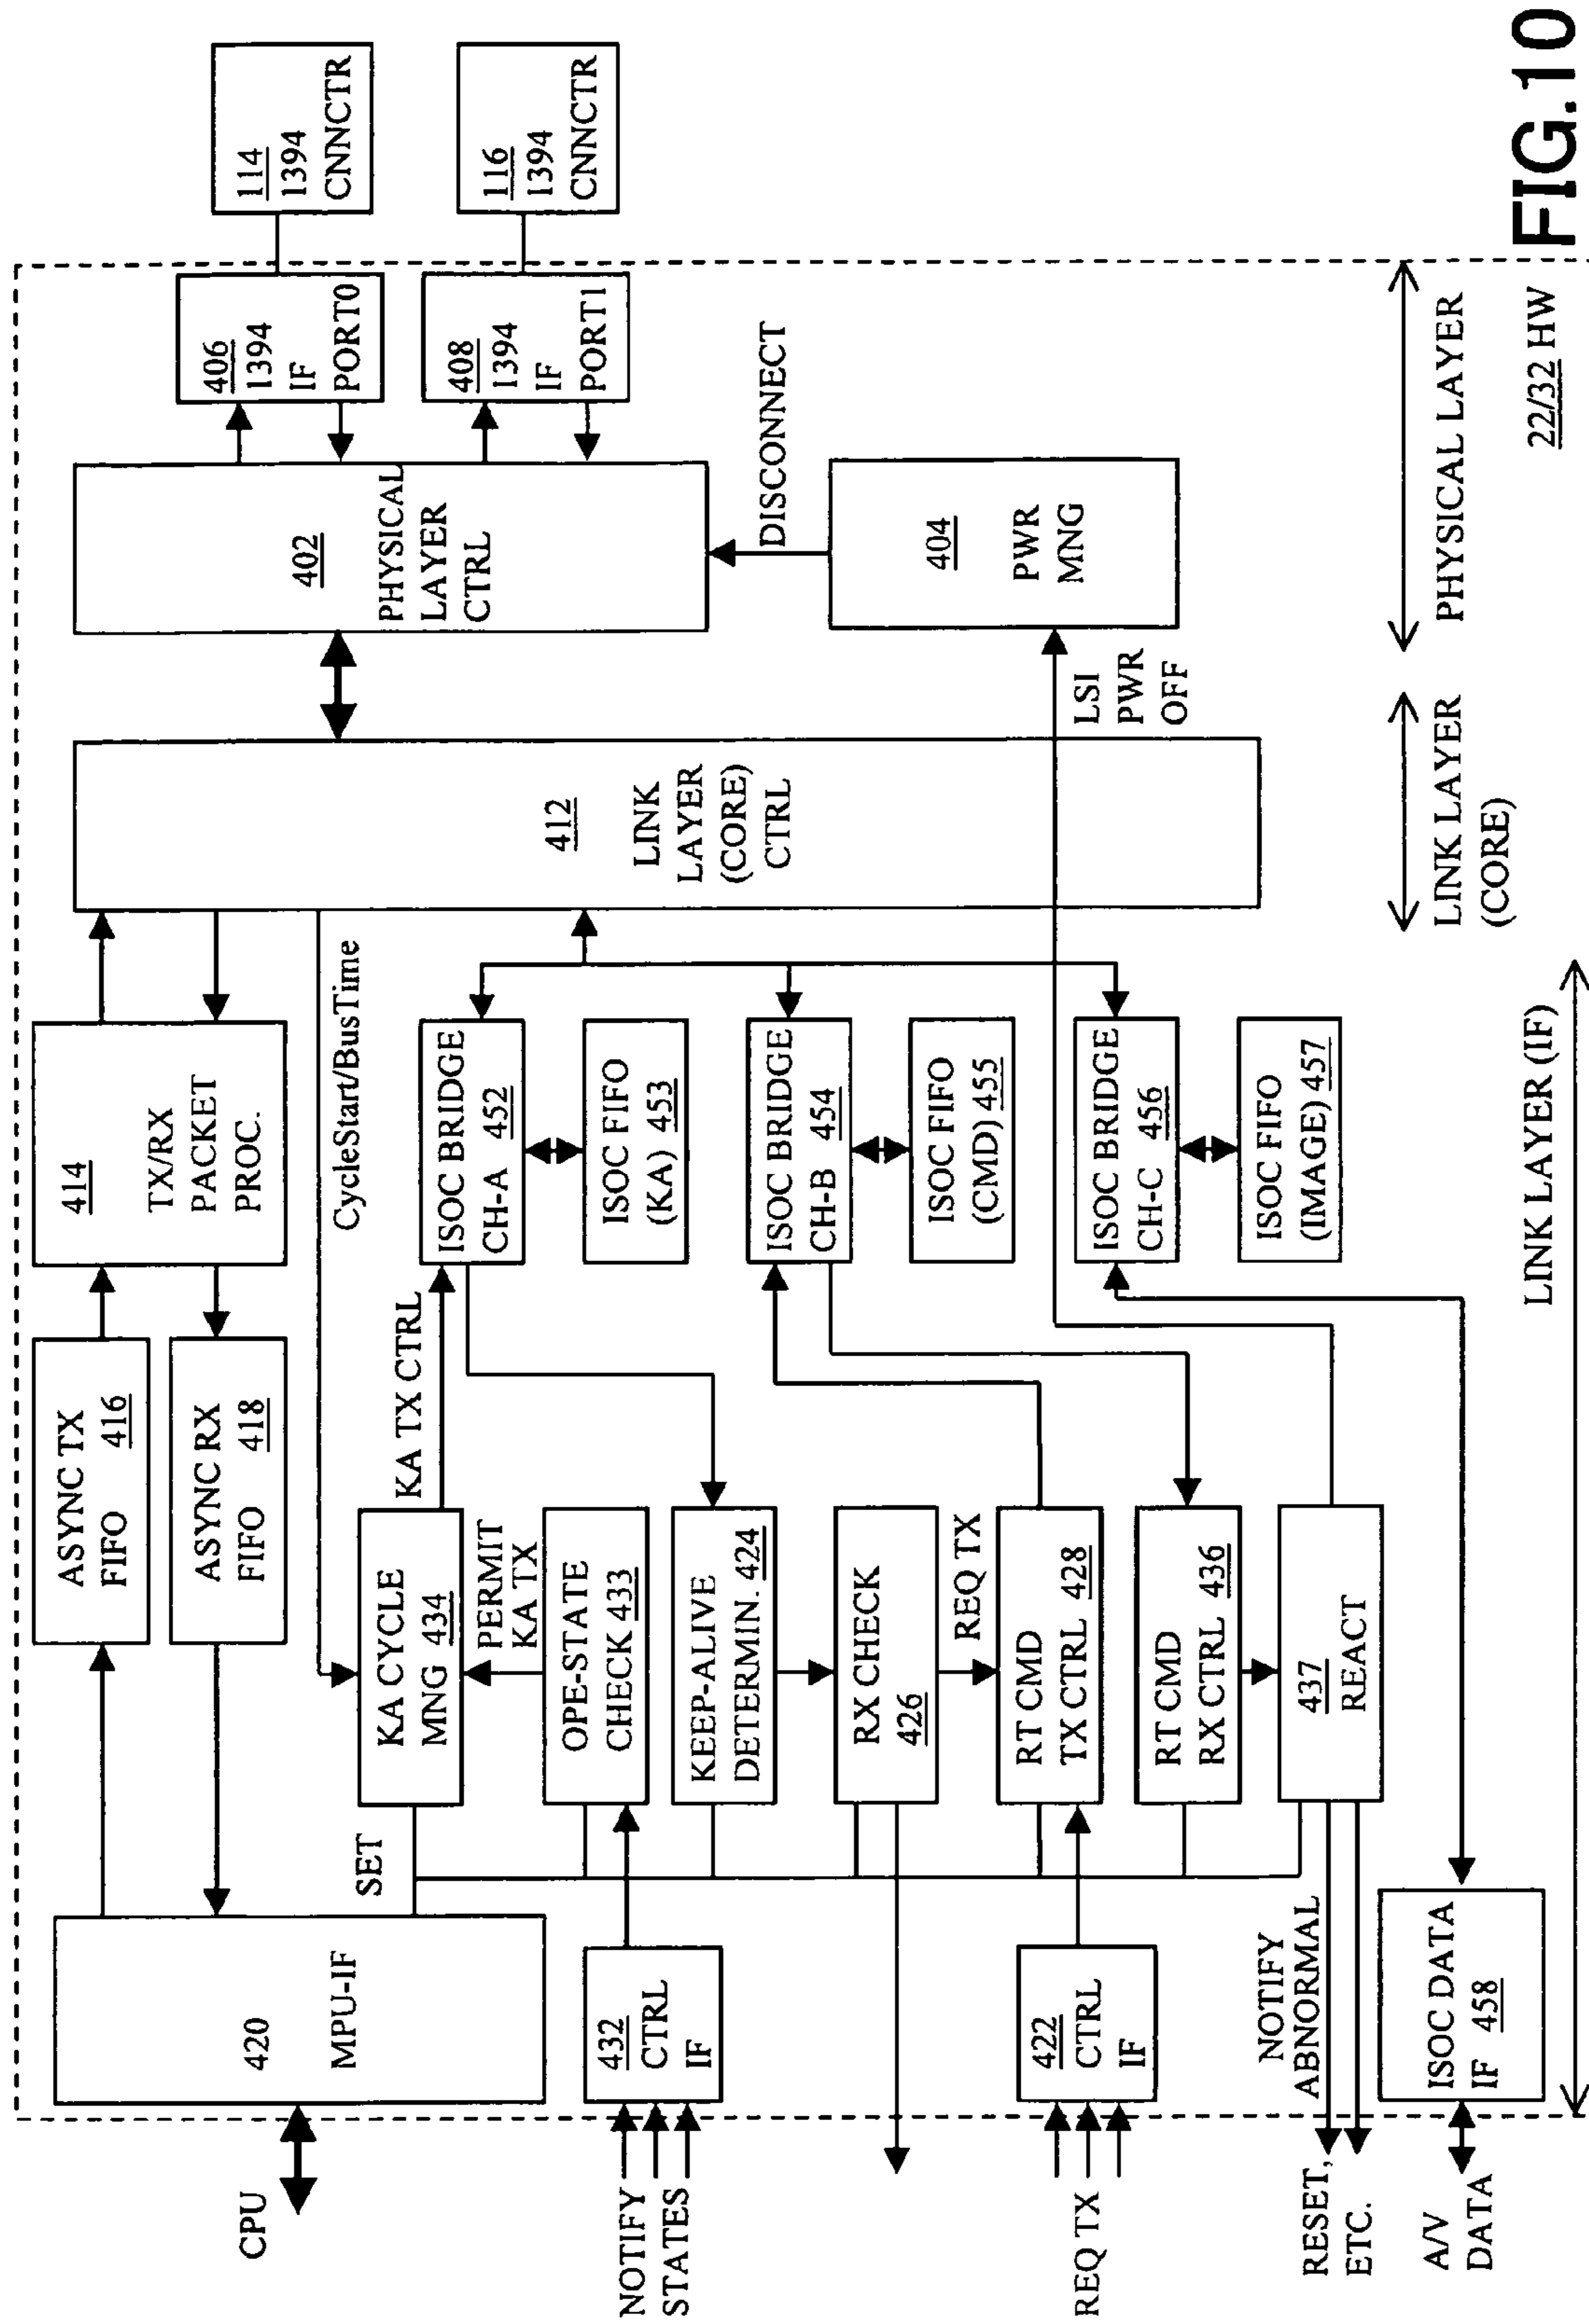 CPU
420
MPU-IF
SET
ASYNC TX
FIFO 416
ASYNC RX
FIFO 418
414
TX/RX
PACKET
PROC.
CycleStart/BusTime
412
LINK
LAYER
(CORE)
CTRL
402
PHYSICAL
LAYER
CTRL
406
1394
IF
PORT0
408
1394
IF
PORT1
114
1394
CNNCTR
116
1394
CNNCTR
DISCONNECT
404
PWR
MNG
LSI
PWR
OFF
NOTIFY
STATES
432
CTRL
IF
KA CYCLE
MNG 434
KA TX CTRL
PERMIT
KA TX
OPE-STATE
CHECK 433
KEEP-ALIVE
DETERMIN. 424
RX CHECK
426
REQ TX
RT CMD
TX CTRL 428
RT CMD
RX CTRL 436
437
REACT
ISOC BRIDGE
CH-A 452
ISOC FIFO
(KA) 453
ISOC BRIDGE
CH-B 454
ISOC FIFO
(CMD) 455
ISOC BRIDGE
CH-C 456
ISOC FIFO
(IMAGE) 457
REQ TX
422
CTRL
IF
NOTIFY
ABNORMAL
RESET,
ETC.
A/V
DATA
ISOC DATA
IF 458
LINK LAYER (IF)
LINK LAYER
(CORE)
PHYSICAL LAYER
22/32 HW
FIG.10